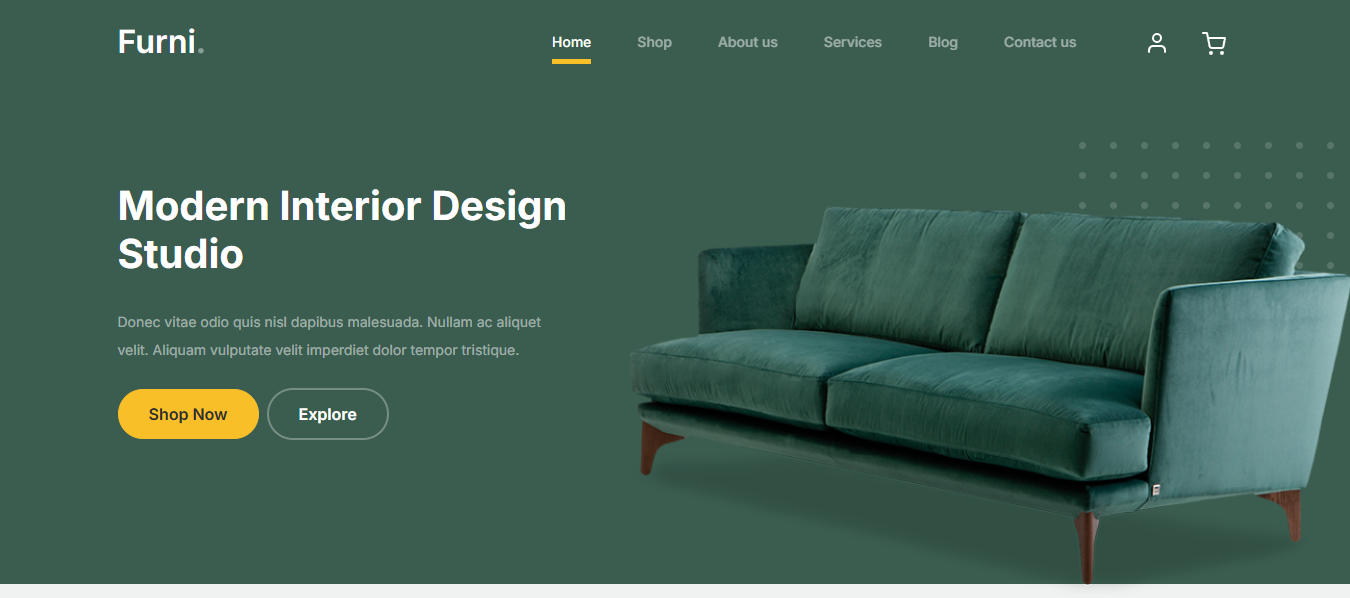 Furni.
Home Shop About us Services Blog Contact us
Modern Interior Design
Studio
Donec vitae odio quis nisl dapibus malesuada. Nullam ac aliquet
velit. Aliquam vulputate velit imperdiet dolor tempor tristique.
Shop Now Explore